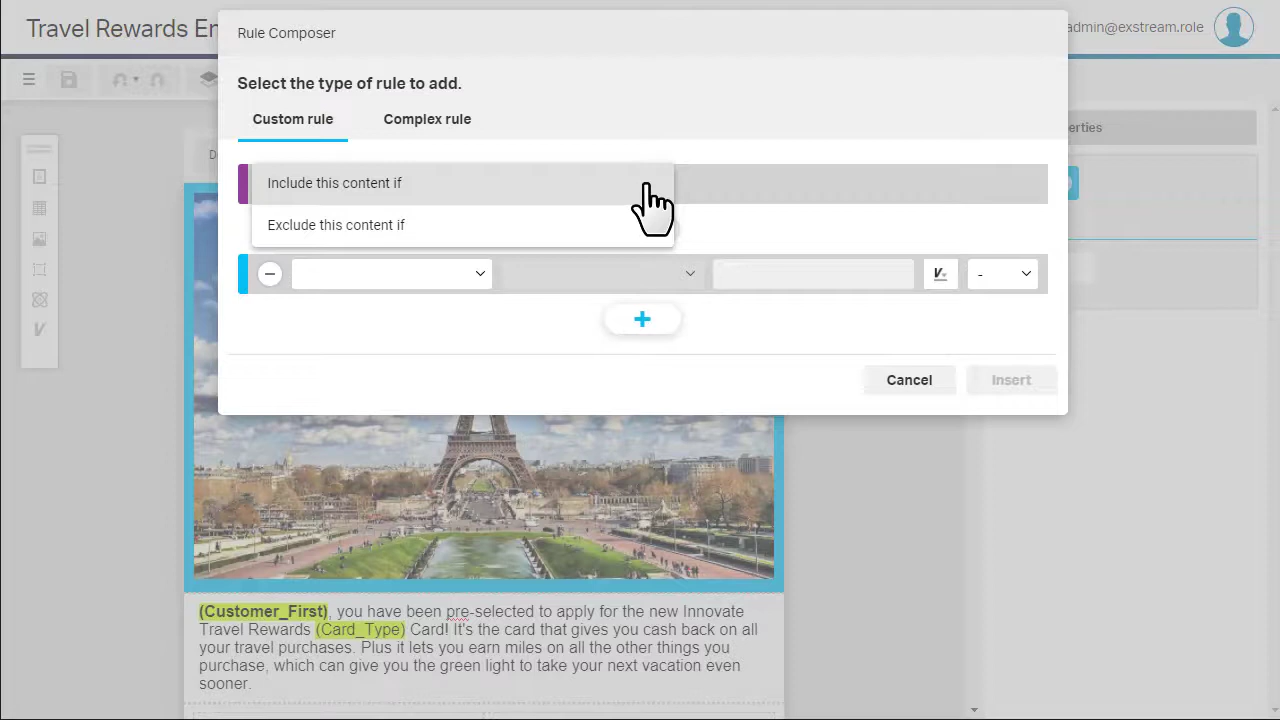 Travel Rewards En
Rule Composer
admin@exstream.role
Select the type of rule to add.
Custom rule
Complex rule
erties
D
Include this content if
Exclude this content if
V
-
Cancel
Insert
V
(Customer_First), you have been pre-selected to apply for the new Innovate
Travel Rewards (Card_Type) Card! It's the card that gives you cash back on all
your travel purchases. Plus it lets you earn miles on all the other things you
purchase, which can give you the green light to take your next vacation even
sooner.